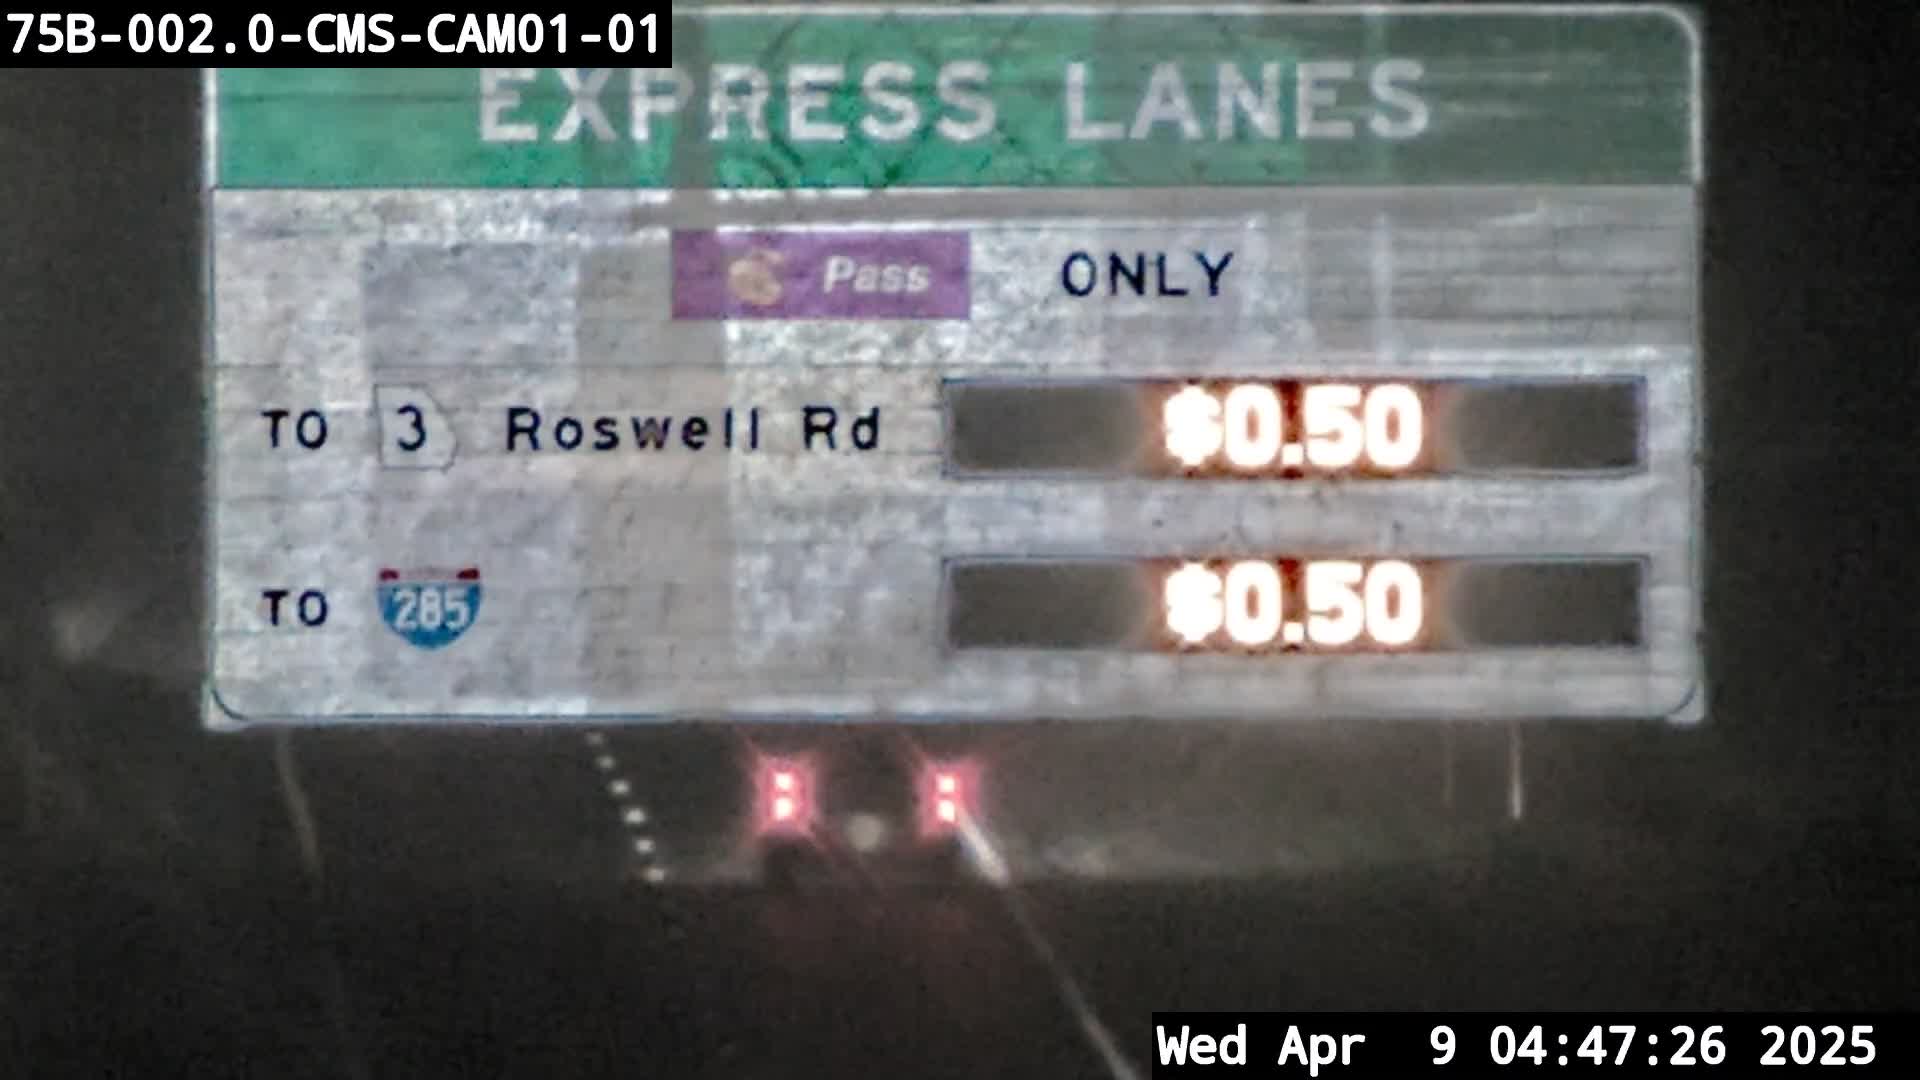 75B-002.0-CMS-CAM01-01
EXPRESS LANES
Pass ONLY
TO 3 Roswell Rd $0.50
TO 285 $0.50
Wed Apr 9 04:47:26 2025